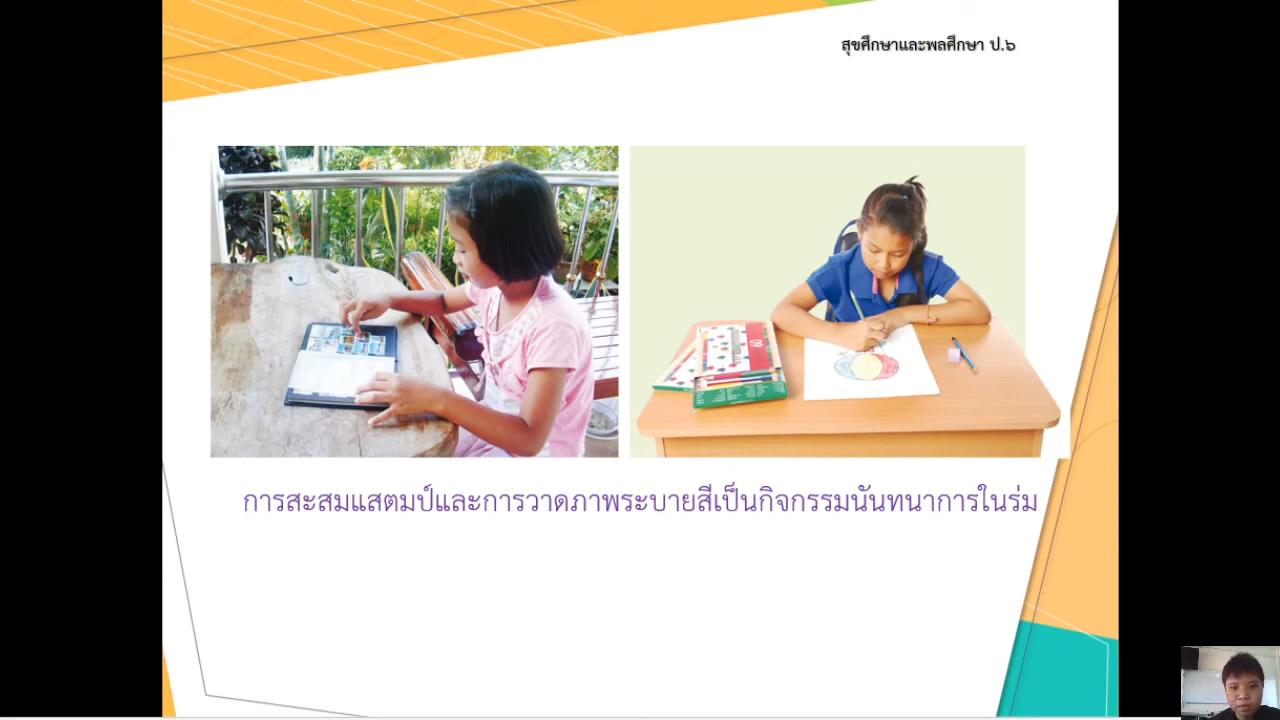 สุขศึกษาและพลศึกษา ป.๖
การสะสมแสตมป์และการวาดภาพระบายสีเป็นกิจกรรมนันทนาการในร่ม